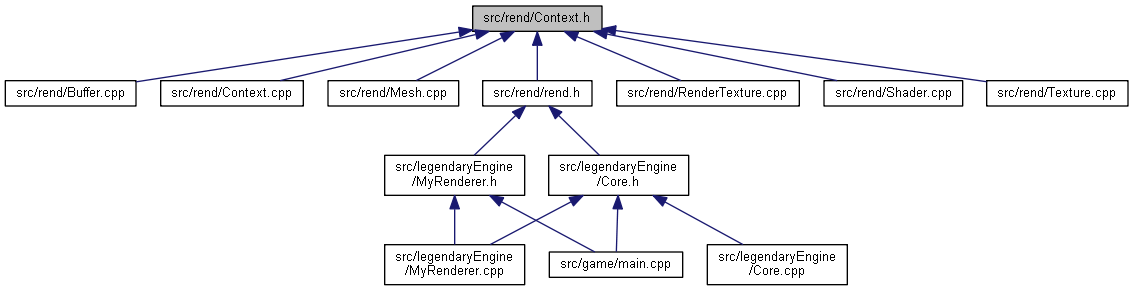 src/rend/Context.h
src/rend/Buffer.cpp
src/rend/Context.cpp
src/rend/Mesh.cpp
src/rend/rend.h
src/rend/RenderTexture.cpp
src/rend/Shader.cpp
src/rend/Texture.cpp
src/legendaryEngine
/MyRenderer.h
src/legendaryEngine
/Core.h
src/legendaryEngine
/MyRenderer.cpp
src/game/main.cpp
src/legendaryEngine
/Core.cpp